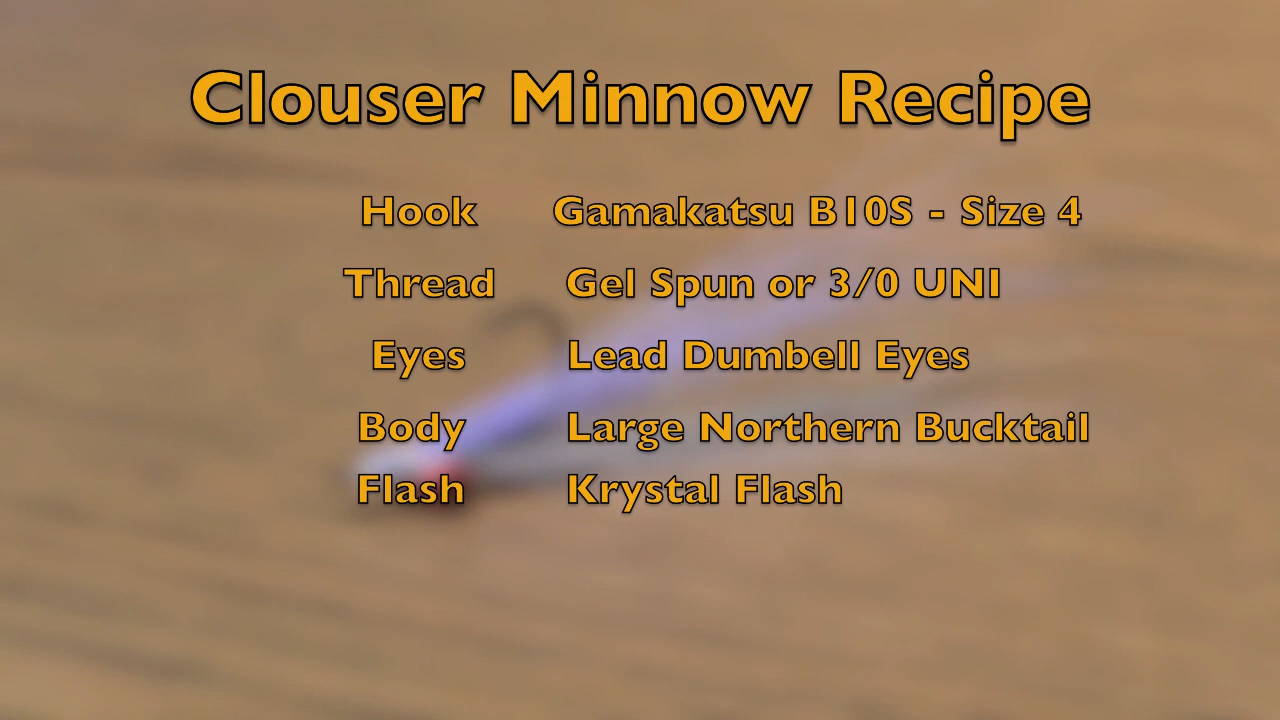 Clouser Minnow Recipe
Hook Gamakatsu B10S - Size 4
Thread Gel Spun or 3/0 UNI
Eyes Lead Dumbell Eyes
Body Large Northern Bucktail
Flash Krystal Flash